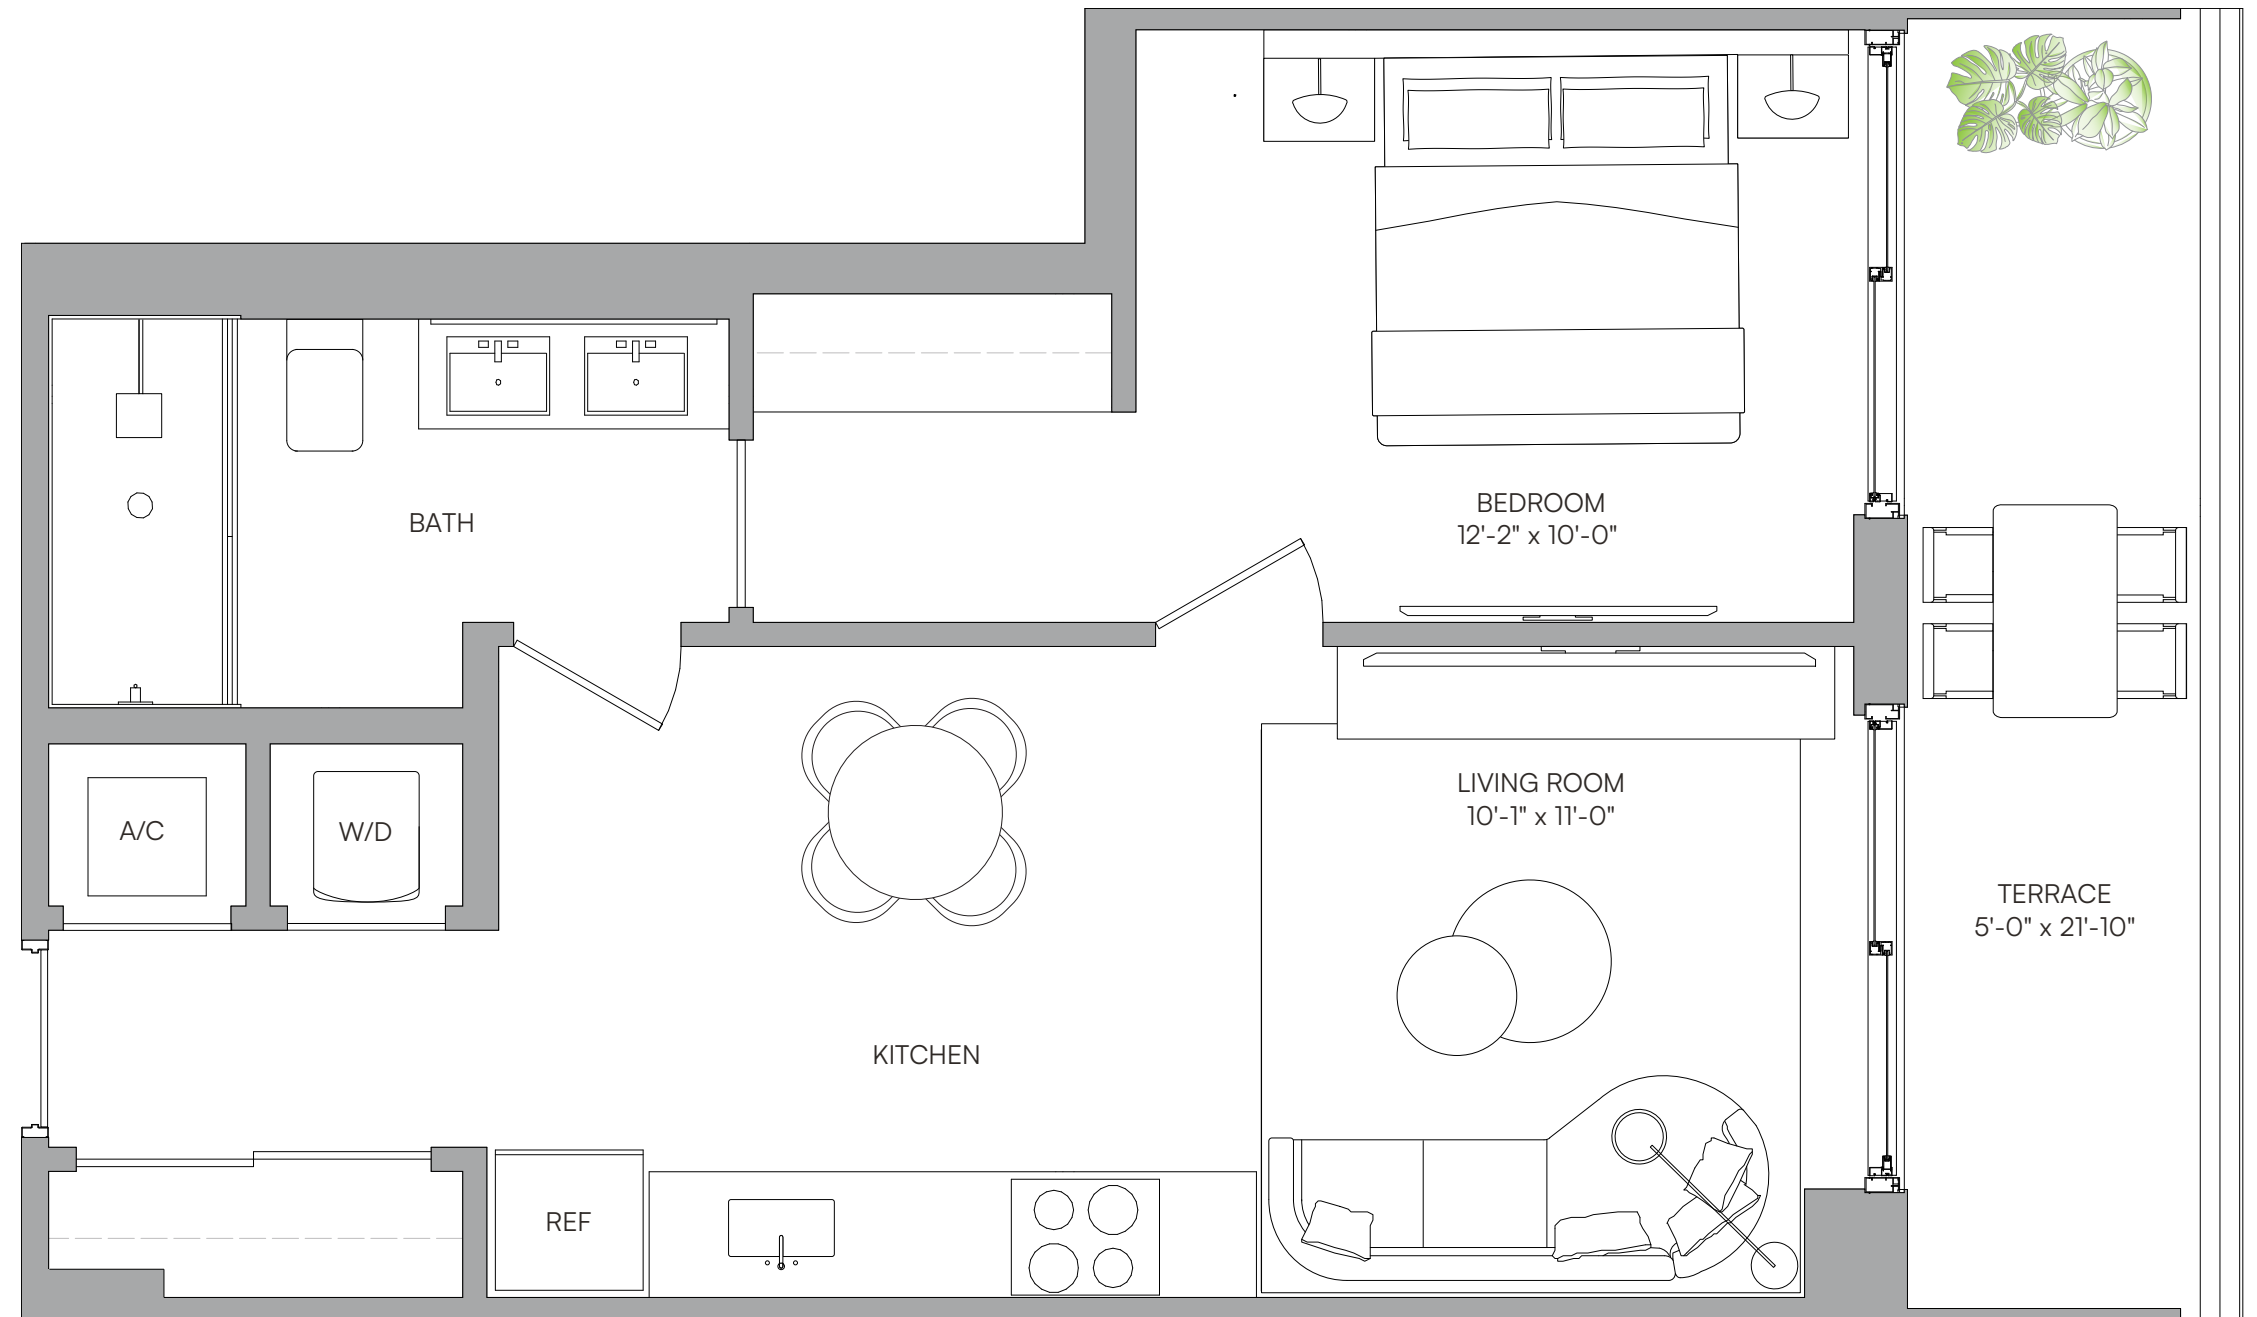 BEDROOM
12'-2" x 10'-0"
BATH
LIVING ROOM
10'-1" x 11'-0"
A/C
W/D
TERRACE
5'-0" x 21'-10"
KITCHEN
REF